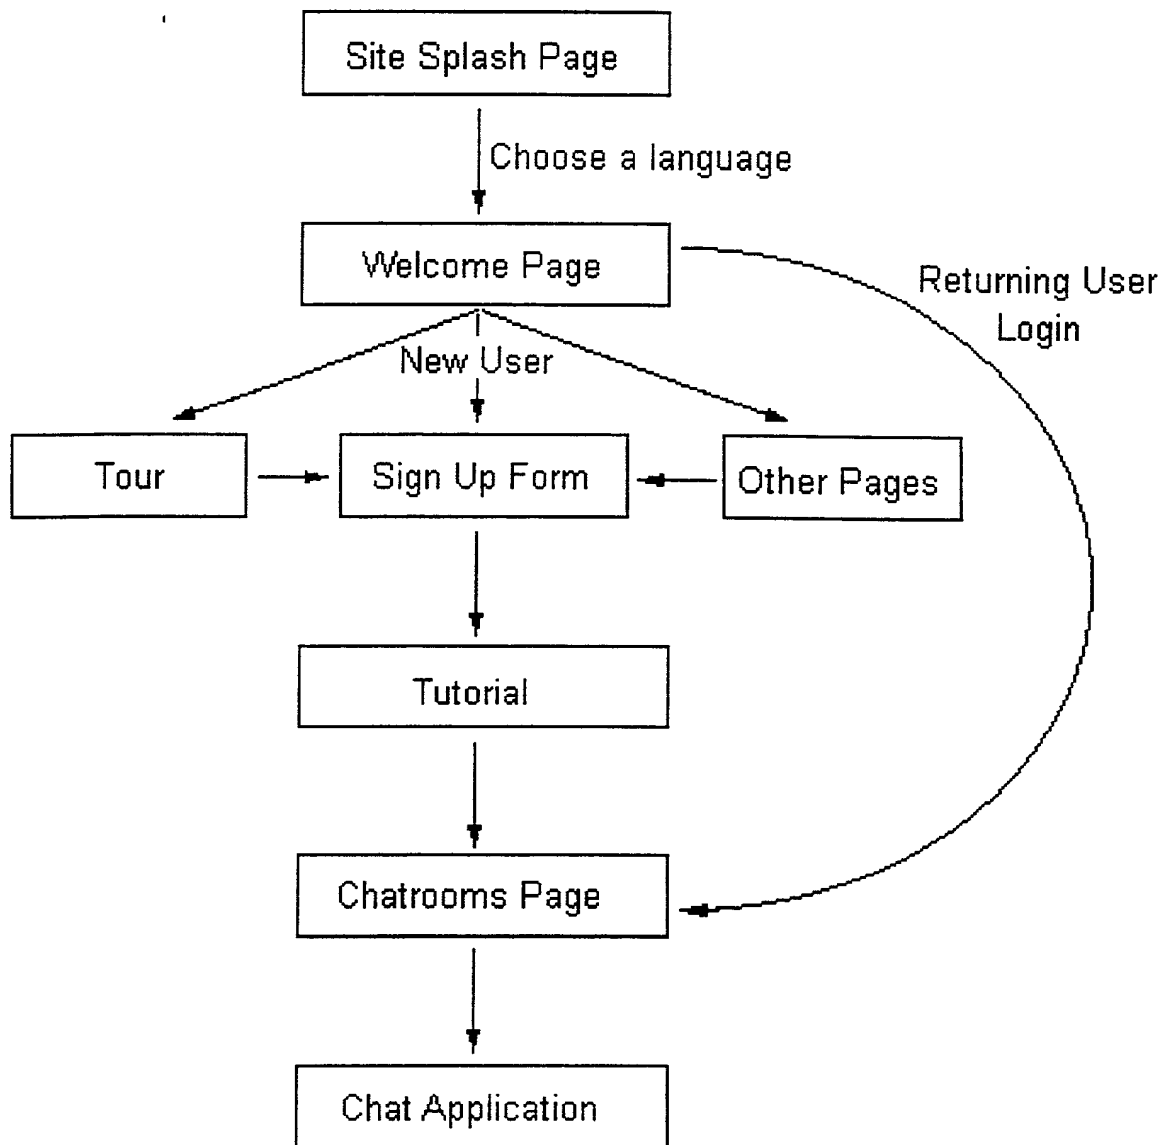 Site Splash Page
Choose a language
Welcome Page
Returning User
Login
New User
Tour
Sign Up Form
Other Pages
Tutorial
Chatrooms Page
Chat Application